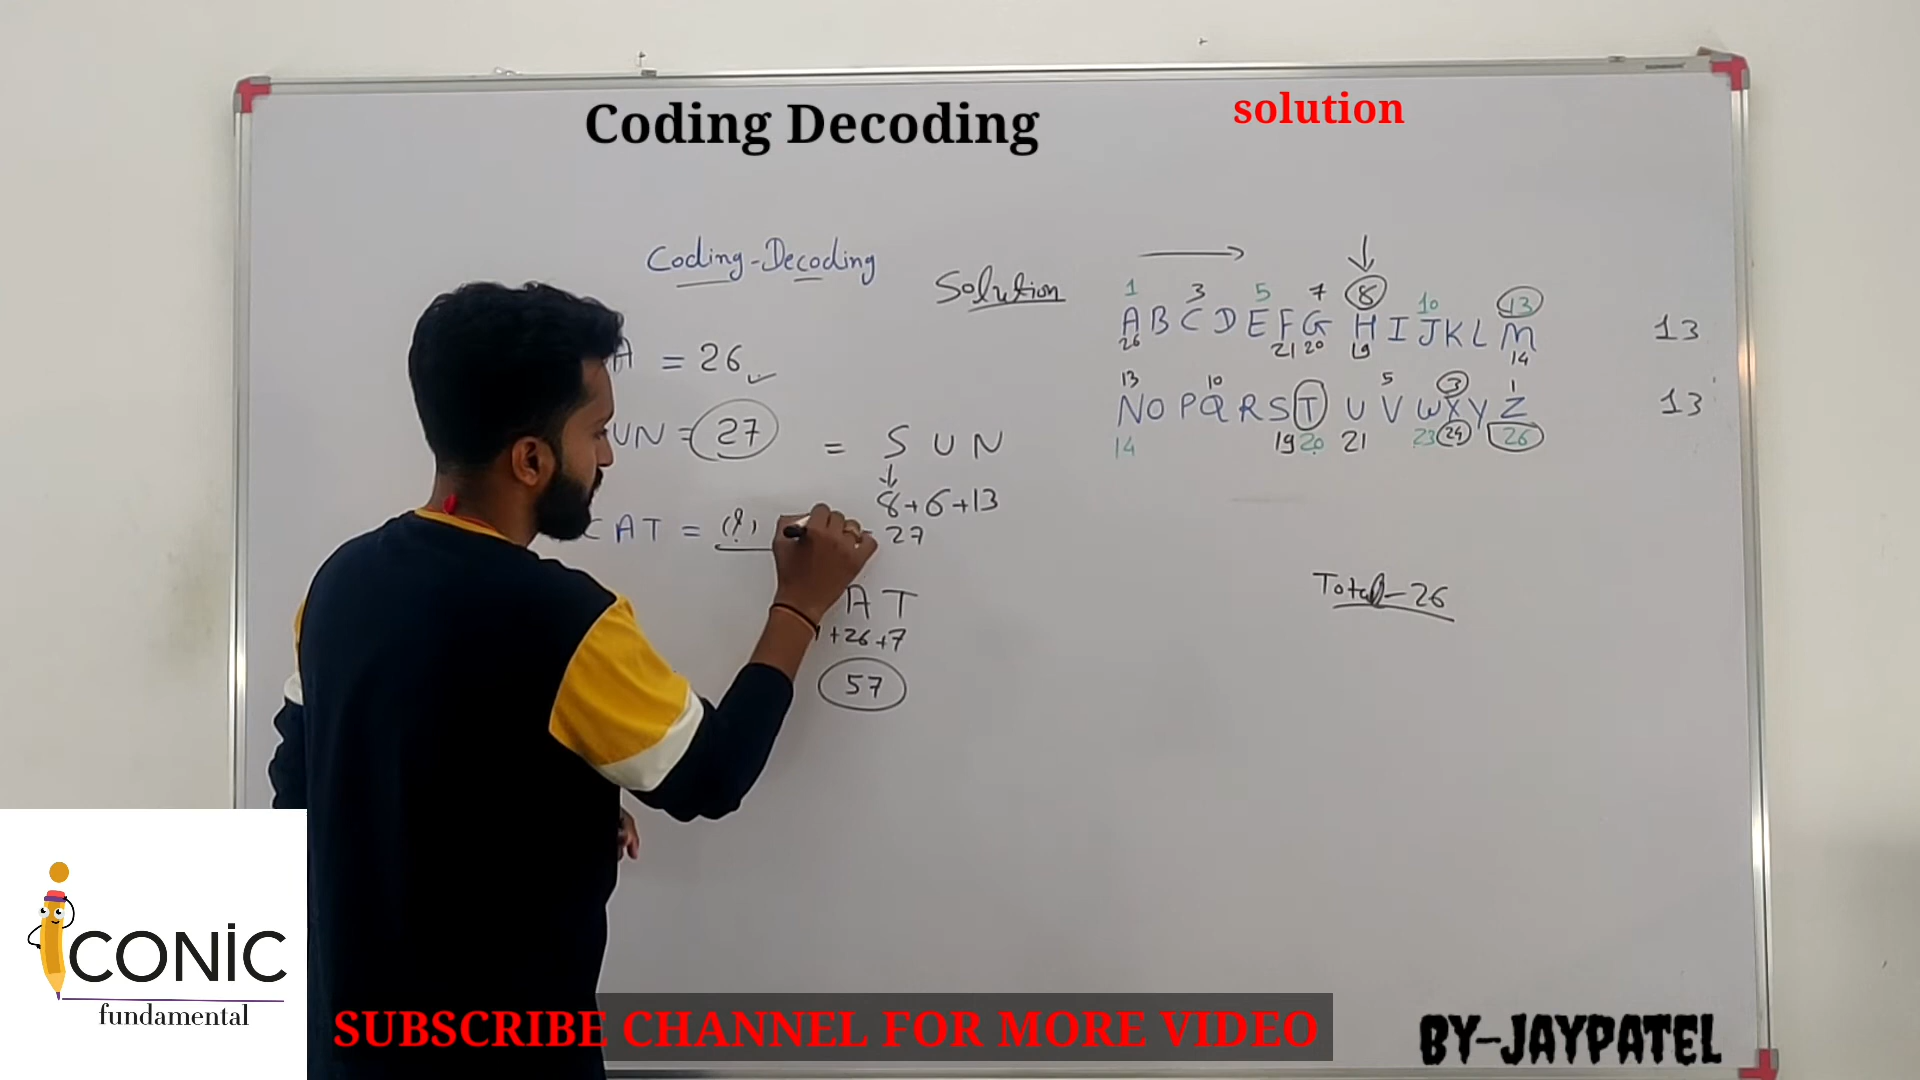 Coding Decoding
solution
Coding-Decoding
Solution
1 3 5 7 8 10 13
A B C D E F G H I J K L M 13
26 21 20 19 14
13 10 5 3 1
N O P Q R S T U V W X Y Z 13
14 19 20 21 23 24 26
A = 26
UN = 27
= S U N
8+6+13
27
CAT = (?)
A T
+26+7
57
Total-26
iCONiC
fundamental
SUBSCRIBE CHANNEL FOR MORE VIDEO
BY-JAYPATEL